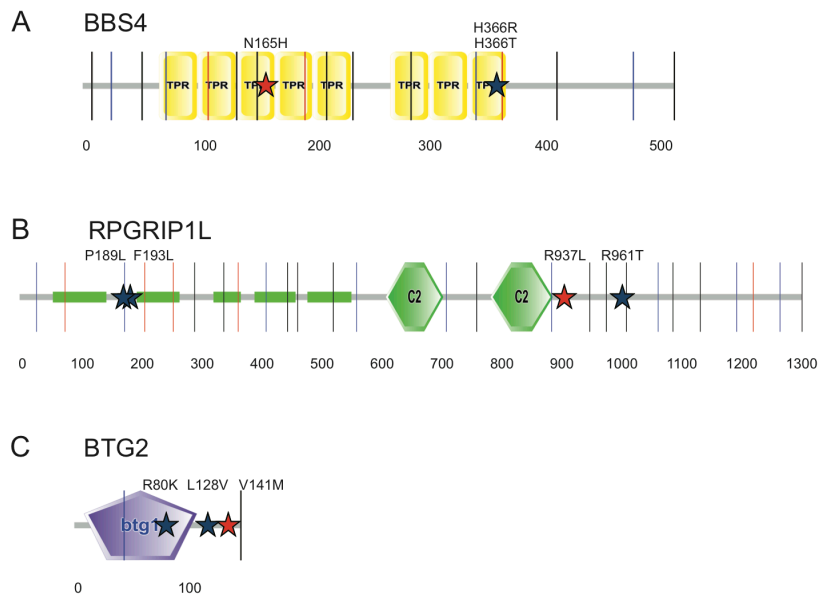 A BBS4
H366R
N165H H366T
TPR TPR TPR TPR TPR TPR TPR TPR
0 100 200 300 400 500
B RPGRIP1L
P189L F193L R937L R961T
C2 C2
0 100 200 300 400 500 600 700 800 900 1000 1100 1200 1300
C BTG2
R80K L128V V141M
btg1
0 100